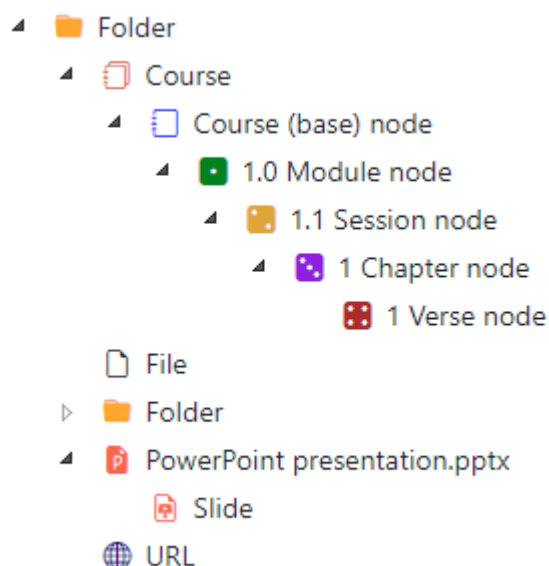 Folder
Course
Course (base) node
1.0 Module node
1.1 Session node
1 Chapter node
1 Verse node
File
Folder
PowerPoint presentation.pptx
Slide
URL